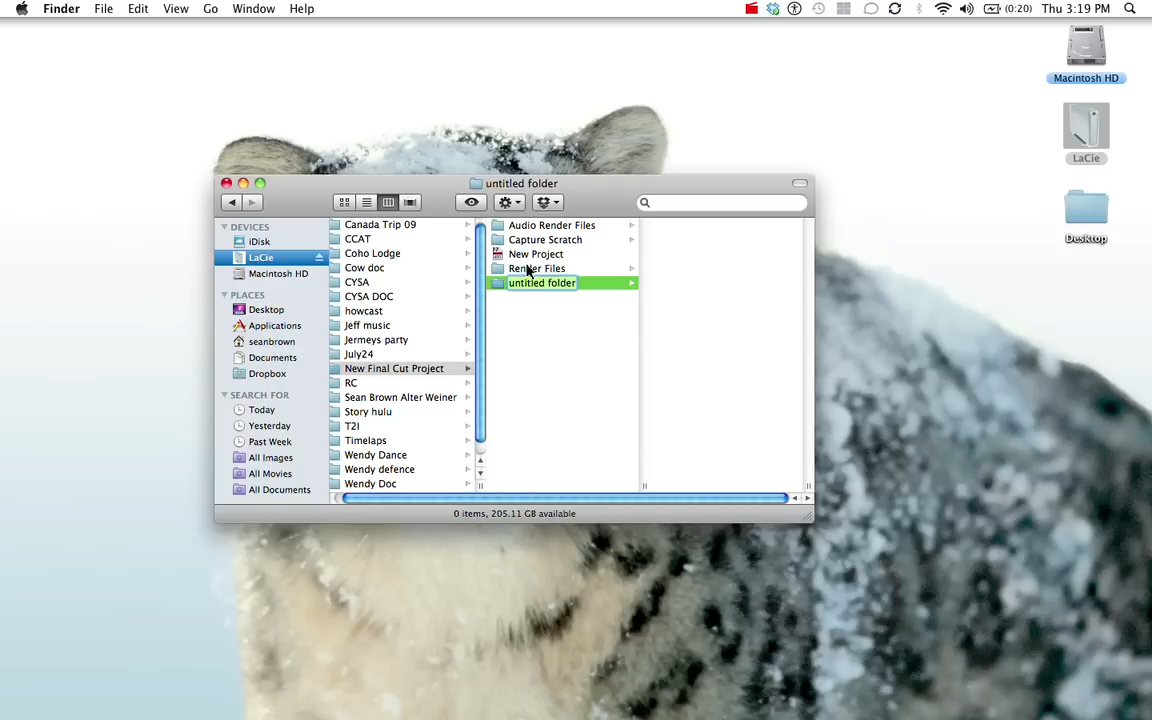 Finder File Edit View Go Window Help (0:20) Thu 3:19 PM
Macintosh HD
LaCie
Desktop
untitled folder
DEVICES
iDisk
LaCie
Macintosh HD
PLACES
Desktop
Applications
seanbrown
Documents
Dropbox
SEARCH FOR
Today
Yesterday
Past Week
All Images
All Movies
All Documents
Canada Trip 09
CCAT
Coho Lodge
Cow doc
CYSA
CYSA DOC
howcast
Jeff music
Jermeys party
July24
New Final Cut Project
RC
Sean Brown Alter Weiner
Story hulu
T2I
Timelaps
Wendy Dance
Wendy defence
Wendy Doc
Audio Render Files
Capture Scratch
New Project
Render Files
untitled folder
0 items, 205.11 GB available